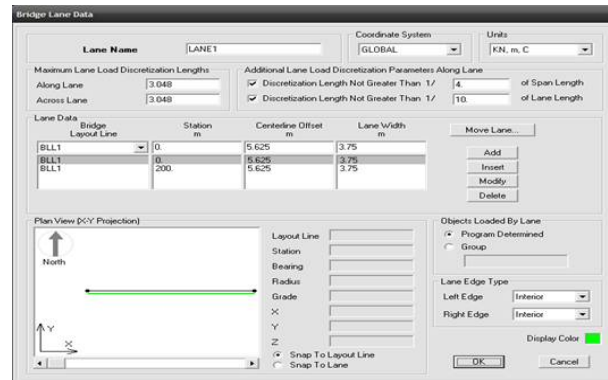 Bridge Lane Data
Coordinate System
Units
Lane Name LANE1 GLOBAL KN, m, C
Maximum Lane Load Discretization Lengths
Additional Lane Load Discretization Parameters Along Lane
Along Lane 3.048 Discretization Length Not Greater Than 1/ 4. of Span Length
Across Lane 3.048 Discretization Length Not Greater Than 1/ 10. of Lane Length
Lane Data
Bridge Layout Line Station m Centerline Offset m Lane Width m
Move Lane...
BLL1 0. 5.625 3.75
BLL1 0. 5.625 3.75
BLL1 200. 5.625 3.75
Add
Insert
Modify
Delete
Plan View (X-Y Projection)
North
Y
X
Layout Line
Station
Bearing
Radius
Grade
X
Y
Z
Snap To Layout Line
Snap To Lane
Objects Loaded By Lane
Program Determined
Group
Lane Edge Type
Left Edge Interior
Right Edge Interior
Display Color
OK Cancel